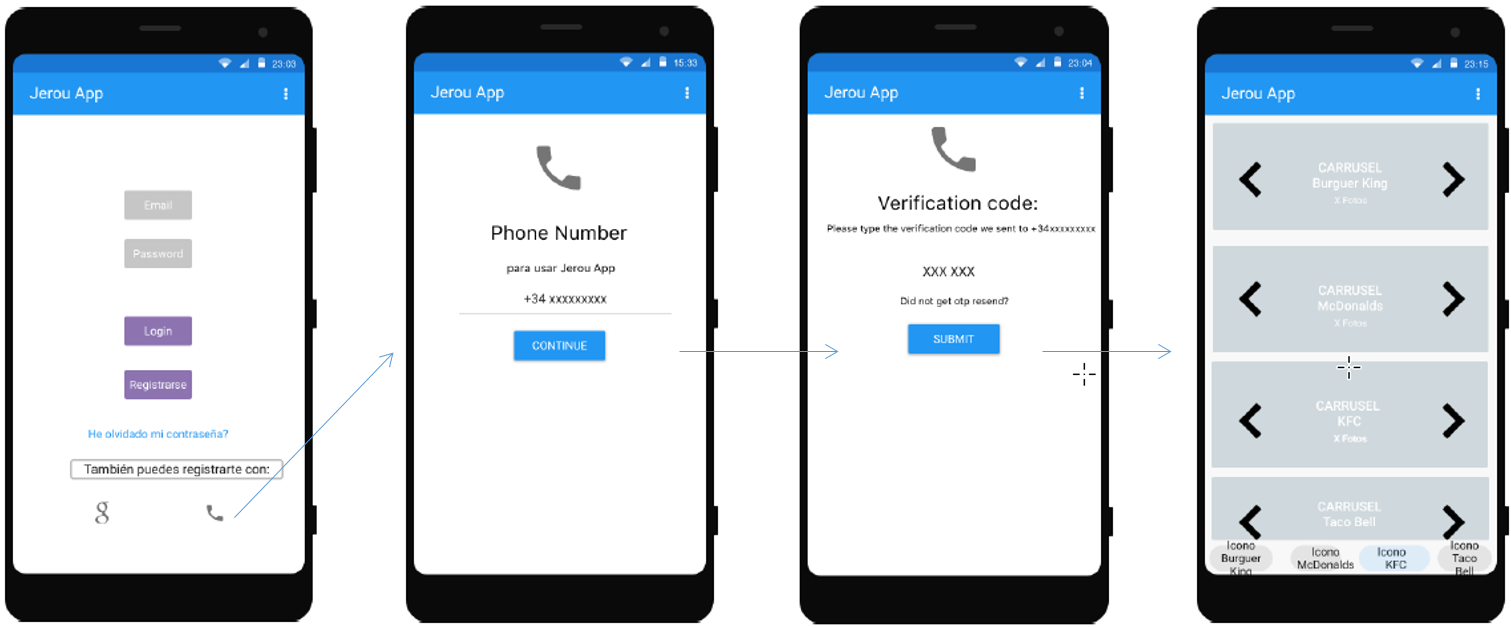 23:03
Jerou App
Email
Password
Login
Registrarse
He olvidado mi contraseña?
También puedes registrarte con:
g
15:33
Jerou App
Phone Number
para usar Jerou App
+34 xxxxxxxxx
CONTINUE
23:04
Jerou App
Verification code:
Please type the verification code we sent to +34xxxxxxxxx
XXX XXX
Did not get otp resend?
SUBMIT
23:15
Jerou App
CARRUSEL
Burguer King
X Fotos
CARRUSEL
McDonalds
X Fotos
CARRUSEL
KFC
X Fotos
CARRUSEL
Taco Bell
Icono
Burguer
King
Icono
McDonalds
Icono
KFC
Icono
Taco
Bell